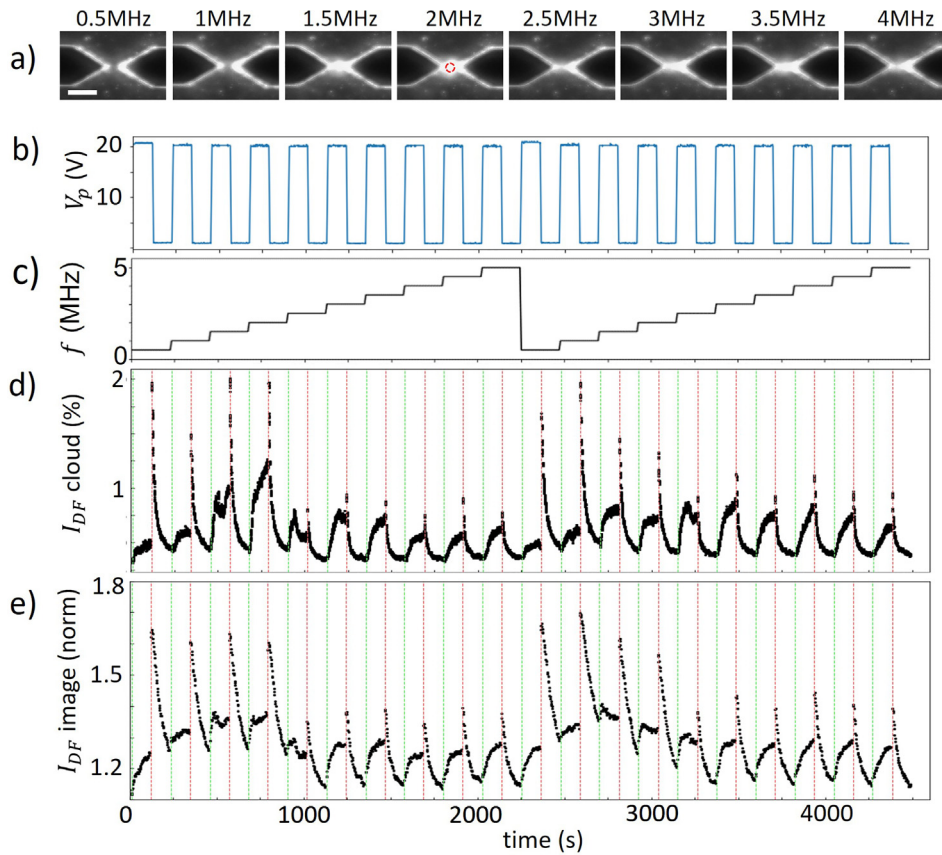 0.5MHz 1MHz 1.5MHz 2MHz 2.5MHz 3MHz 3.5MHz 4MHz
a)
b)
V_p (V)
20
10
c)
f (MHz)
5
0
d)
I_DF cloud (%)
2
1
e)
I_DF image (norm)
1.8
1.5
1.2
0 1000 2000 3000 4000
time (s)